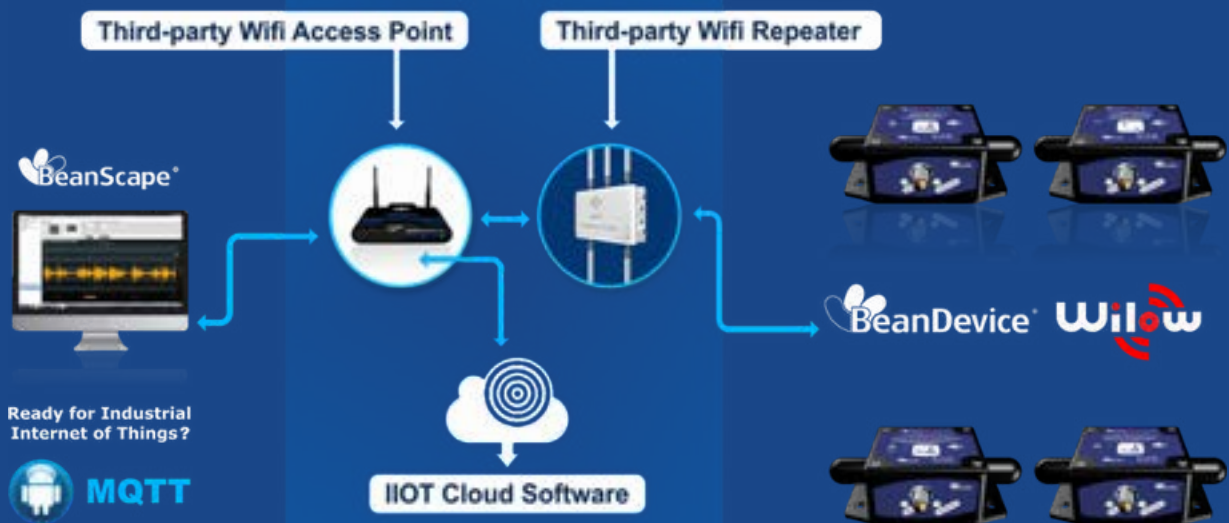 Third-party Wifi Access Point
Third-party Wifi Repeater
BeanScape®
BeanDevice®
Wilow
Ready for Industrial
Internet of Things?
MQTT
IIOT Cloud Software